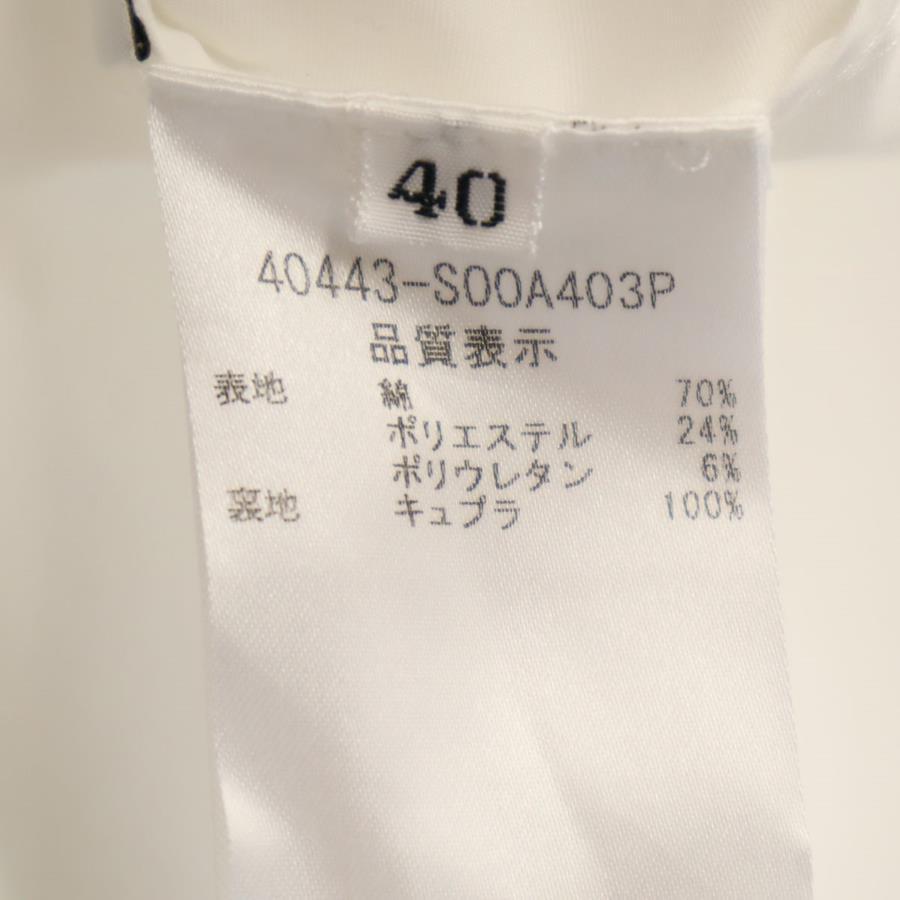 40
40443-S00A403P
品質表示
表地 綿 70%
ポリエステル 24%
ポリウレタン 6%
裏地 キュプラ 100%